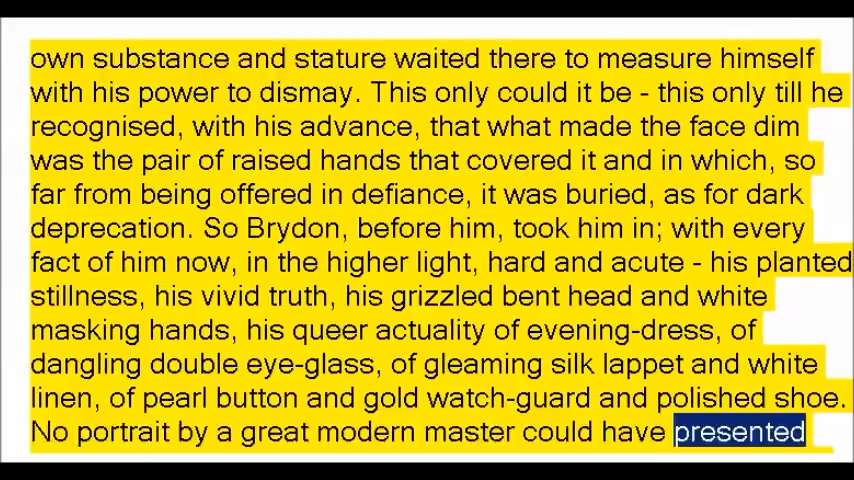 own substance and stature waited there to measure himself
with his power to dismay. This only could it be - this only till he
recognised, with his advance, that what made the face dim
was the pair of raised hands that covered it and in which, so
far from being offered in defiance, it was buried, as for dark
deprecation. So Brydon, before him, took him in; with every
fact of him now, in the higher light, hard and acute - his planted
stillness, his vivid truth, his grizzled bent head and white
masking hands, his queer actuality of evening-dress, of
dangling double eye-glass, of gleaming silk lappet and white
linen, of pearl button and gold watch-guard and polished shoe.
No portrait by a great modern master could have presented